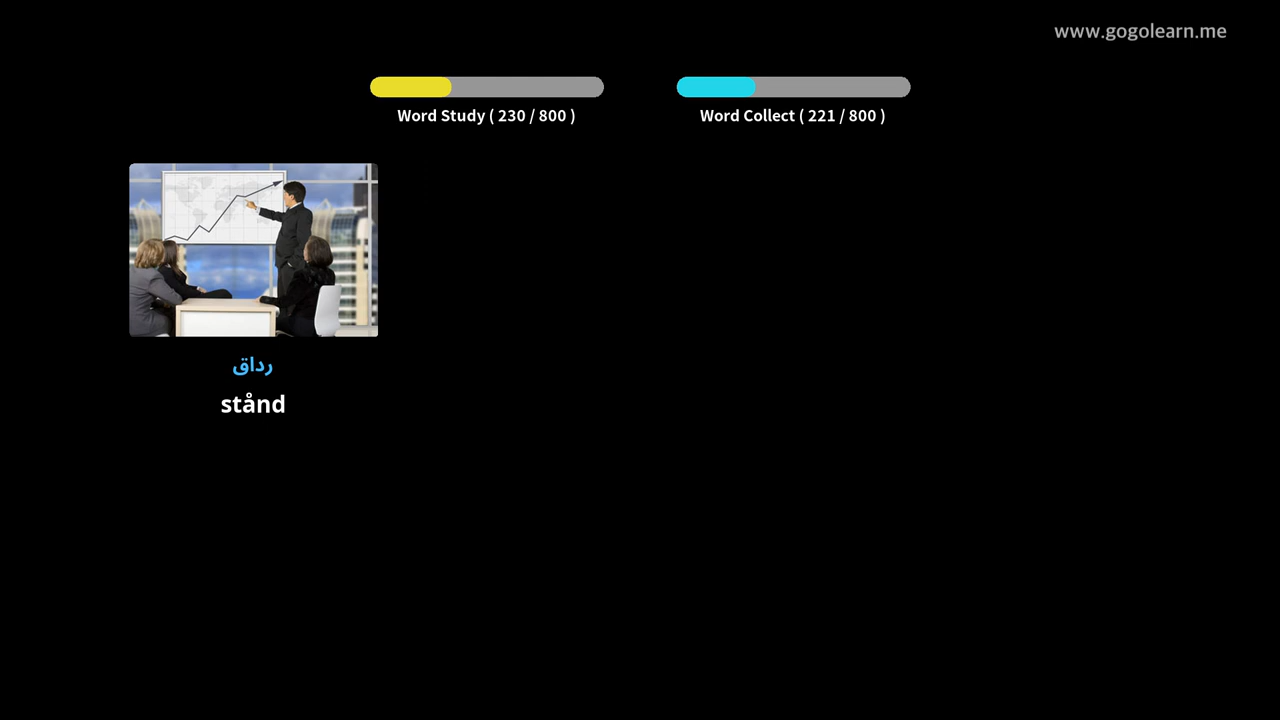 www.gogolearn.me
Word Study ( 230 / 800 )
Word Collect ( 221 / 800 )
رداق
stånd